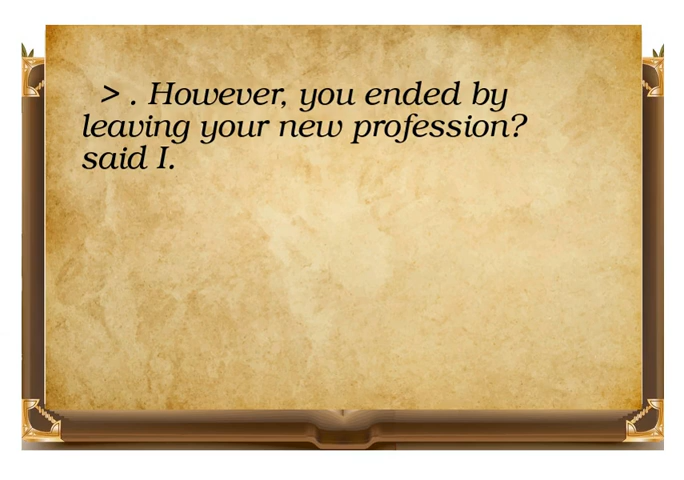 > . However, you ended by
leaving your new profession?
said I.